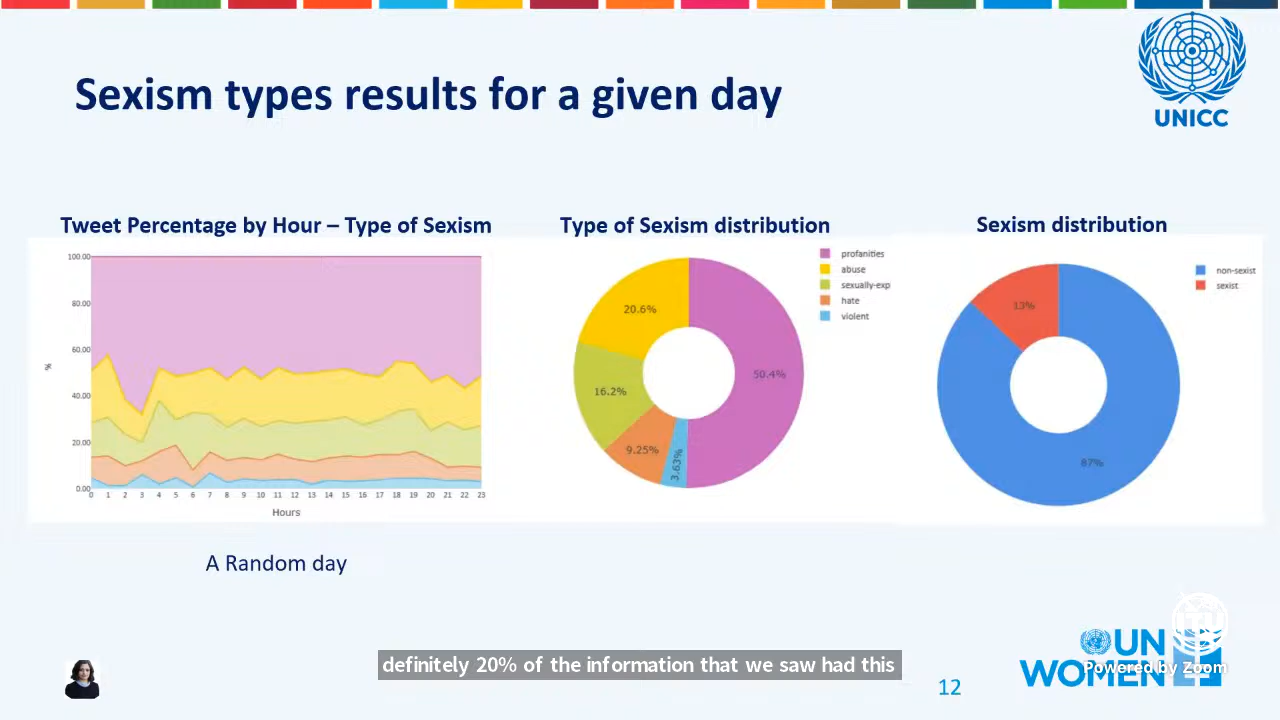 UNICC
Sexism types results for a given day
Tweet Percentage by Hour – Type of Sexism
100.00
80.00
60.00
40.00
20.00
0.00
%
0 1 2 3 4 5 6 7 8 9 10 11 12 13 14 15 16 17 18 19 20 21 22 23
Hours
A Random day
Type of Sexism distribution
profanities
abuse
sexually-exp
hate
violent
20.6%
50.4%
16.2%
9.25%
3.63%
Sexism distribution
non-sexist
sexist
13%
87%
definitely 20% of the information that we saw had this
12
UN
WOMEN
ITU
Powered by Zoom